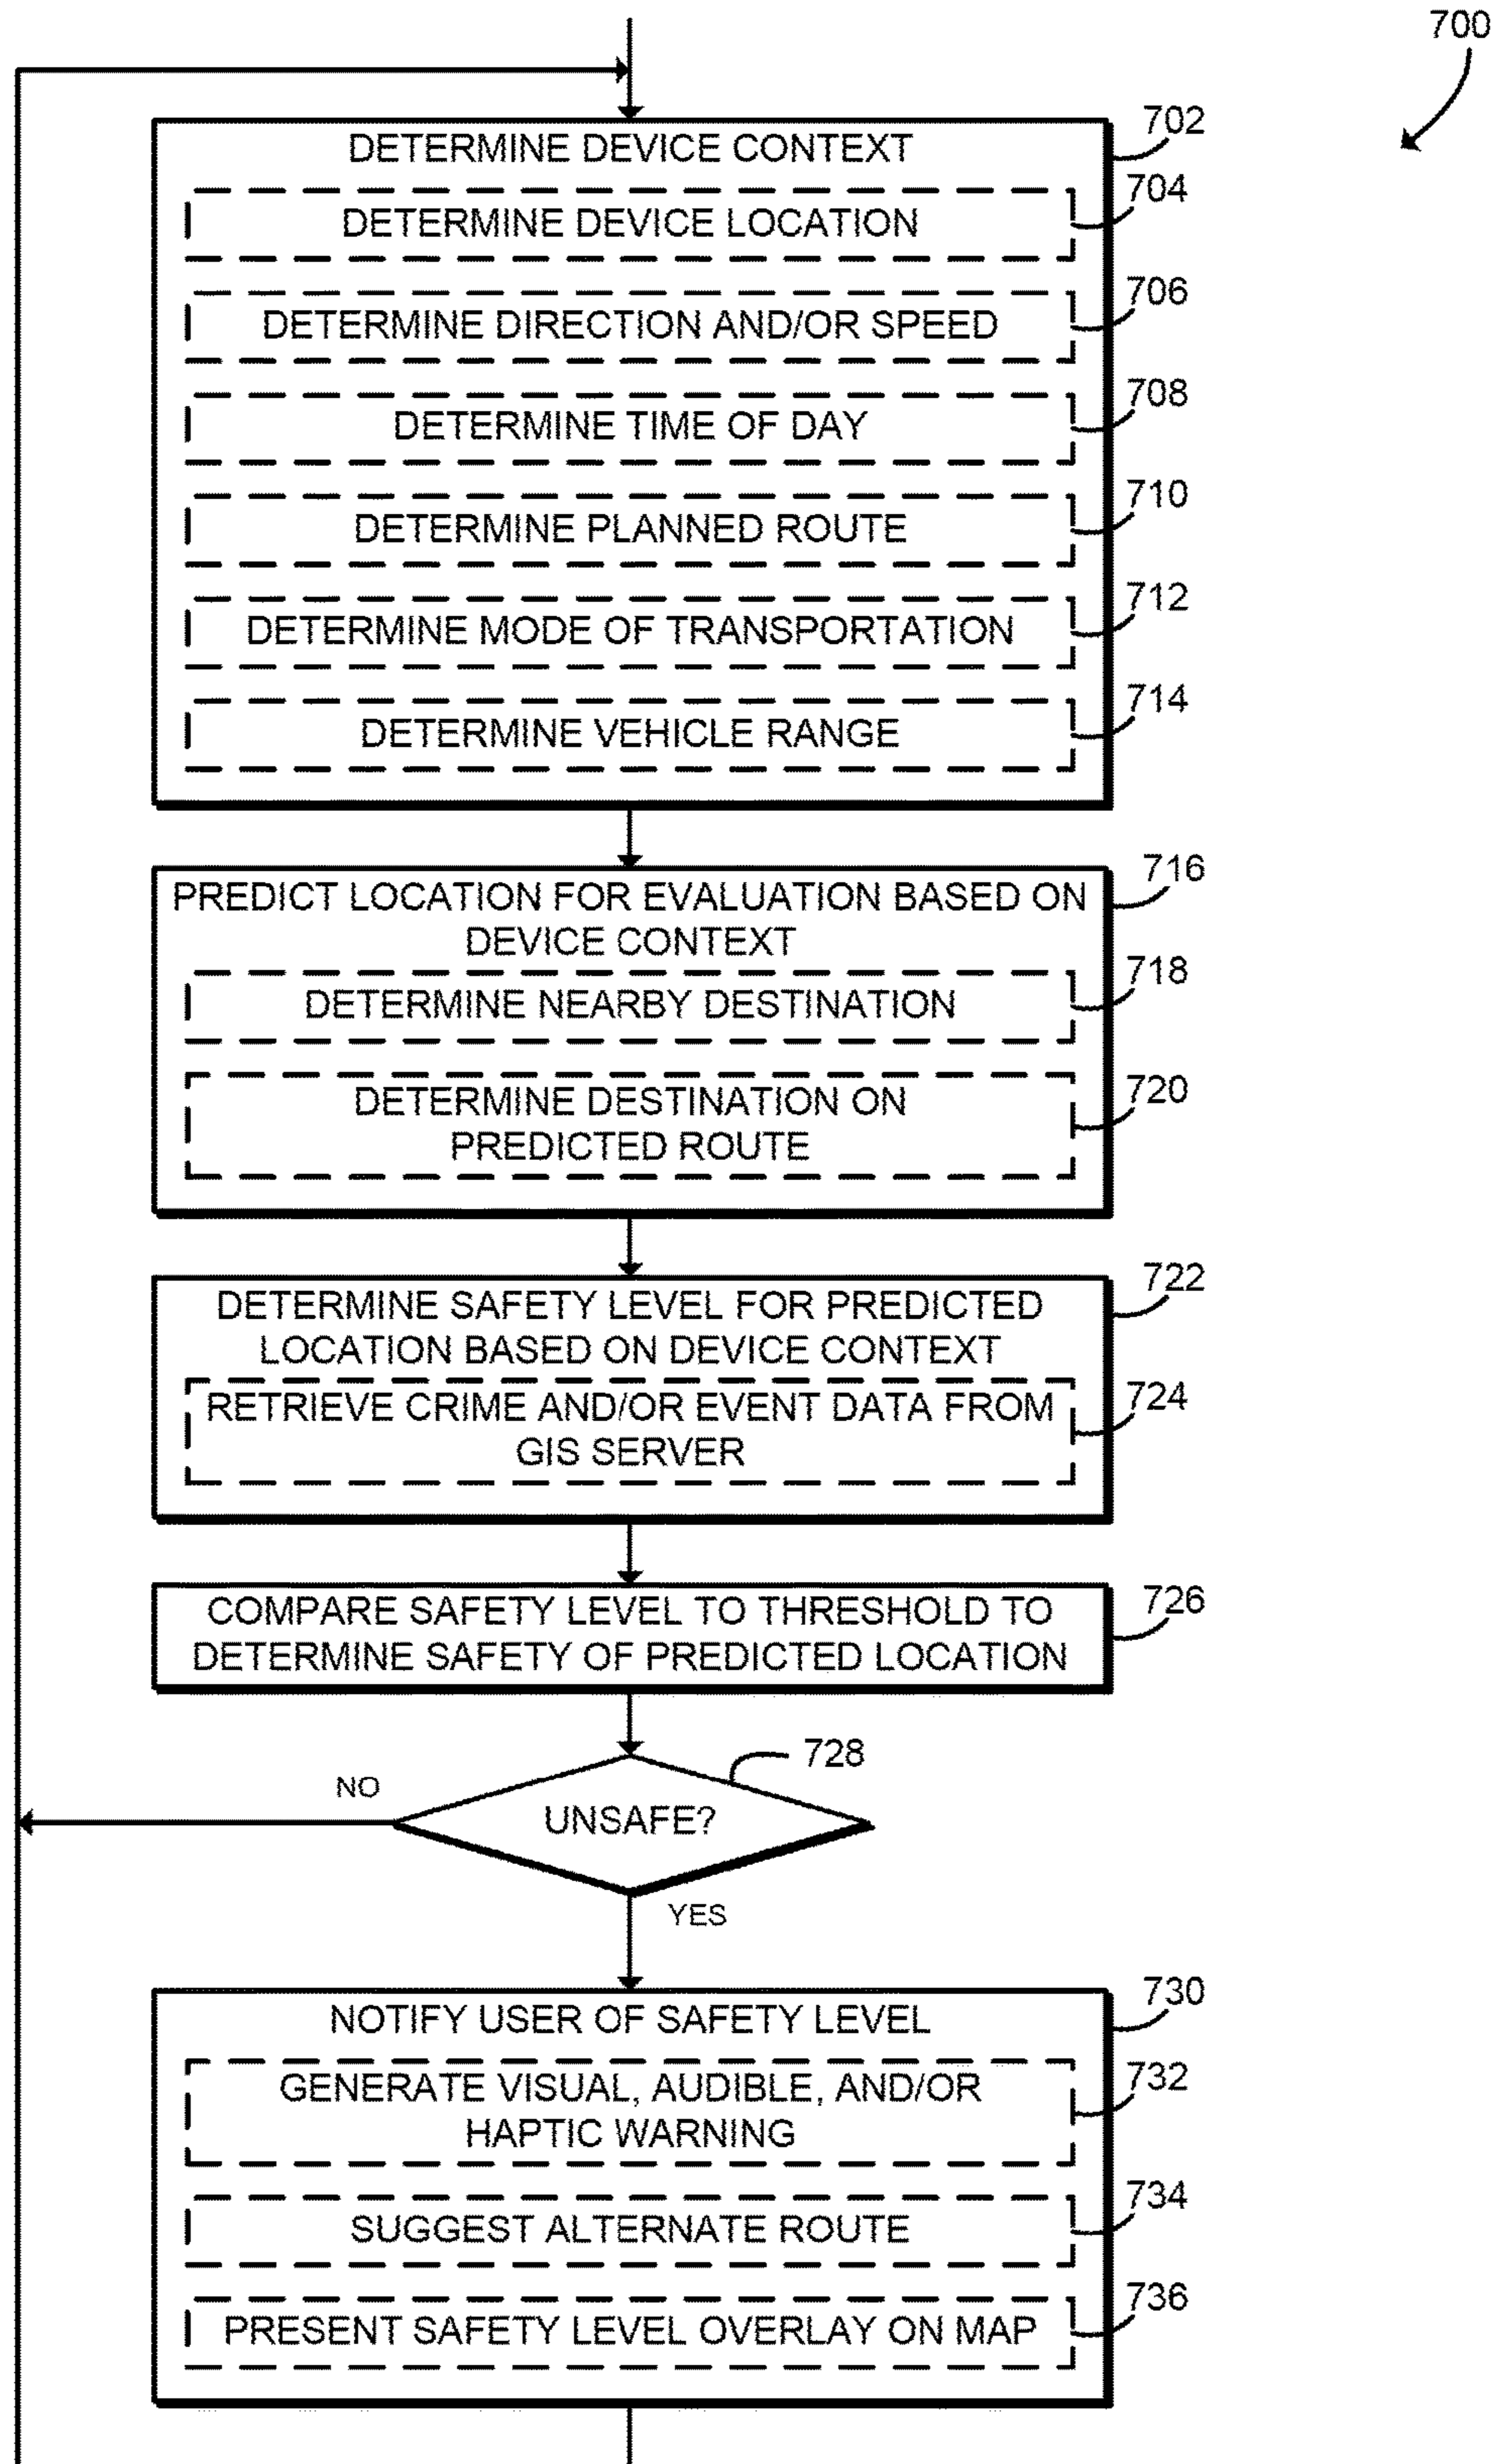 700
DETERMINE DEVICE CONTEXT
702
DETERMINE DEVICE LOCATION
704
DETERMINE DIRECTION AND/OR SPEED
706
DETERMINE TIME OF DAY
708
DETERMINE PLANNED ROUTE
710
DETERMINE MODE OF TRANSPORTATION
712
DETERMINE VEHICLE RANGE
714
PREDICT LOCATION FOR EVALUATION BASED ON
DEVICE CONTEXT
716
DETERMINE NEARBY DESTINATION
718
DETERMINE DESTINATION ON
PREDICTED ROUTE
720
DETERMINE SAFETY LEVEL FOR PREDICTED
LOCATION BASED ON DEVICE CONTEXT
722
RETRIEVE CRIME AND/OR EVENT DATA FROM
GIS SERVER
724
COMPARE SAFETY LEVEL TO THRESHOLD TO
DETERMINE SAFETY OF PREDICTED LOCATION
726
728
NO
UNSAFE?
YES
NOTIFY USER OF SAFETY LEVEL
730
GENERATE VISUAL, AUDIBLE, AND/OR
HAPTIC WARNING
732
SUGGEST ALTERNATE ROUTE
734
PRESENT SAFETY LEVEL OVERLAY ON MAP
736